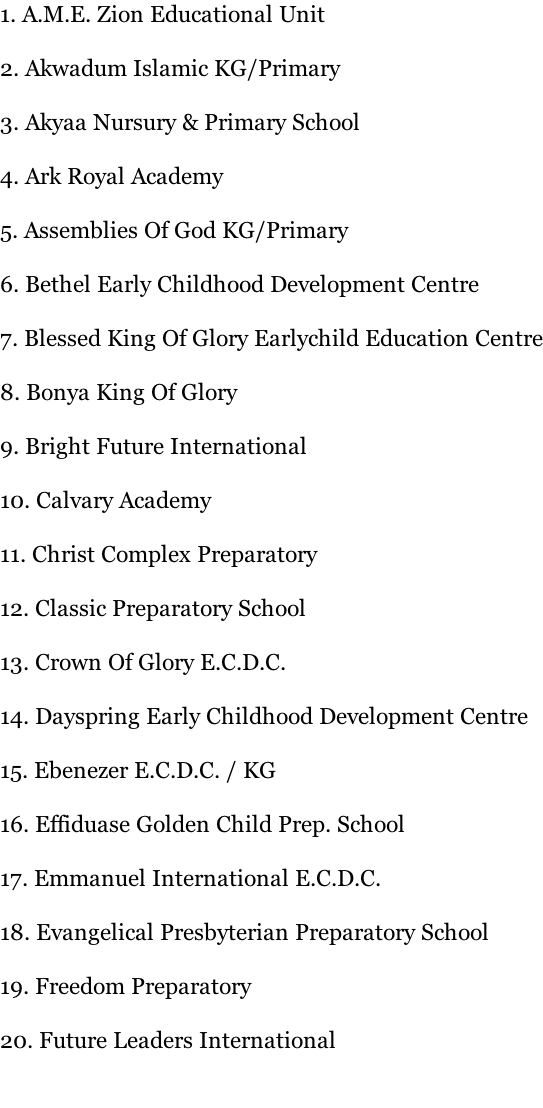 1. A.M.E. Zion Educational Unit
2. Akwadum Islamic KG/Primary
3. Akyaa Nursury & Primary School
4. Ark Royal Academy
5. Assemblies Of God KG/Primary
6. Bethel Early Childhood Development Centre
7. Blessed King Of Glory Earlychild Education Centre
8. Bonya King Of Glory
9. Bright Future International
10. Calvary Academy
11. Christ Complex Preparatory
12. Classic Preparatory School
13. Crown Of Glory E.C.D.C.
14. Dayspring Early Childhood Development Centre
15. Ebenezer E.C.D.C. / KG
16. Effiduase Golden Child Prep. School
17. Emmanuel International E.C.D.C.
18. Evangelical Presbyterian Preparatory School
19. Freedom Preparatory
20. Future Leaders International